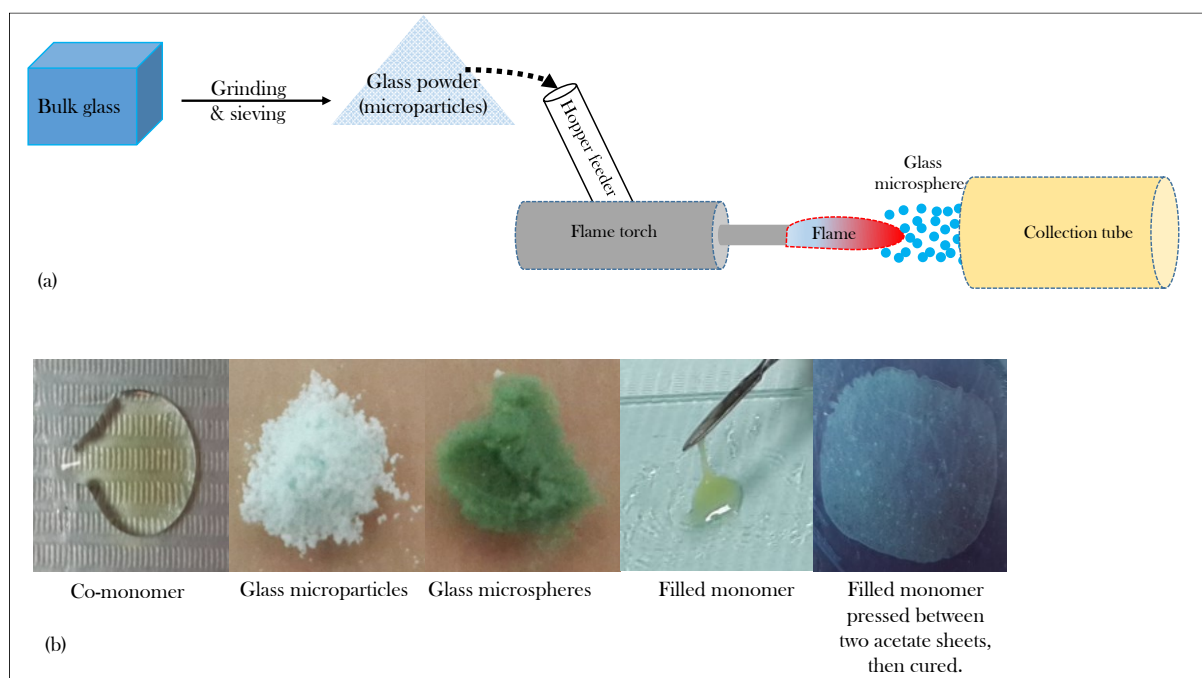 Bulk glass
Grinding
& sieving
Glass powder
(microparticles)
Hopper feeder
Glass
microsphere
Flame torch
Flame
Collection tube
(a)
Co-monomer
Glass microparticles
Glass microspheres
Filled monomer
Filled monomer
pressed between
two acetate sheets,
then cured.
(b)